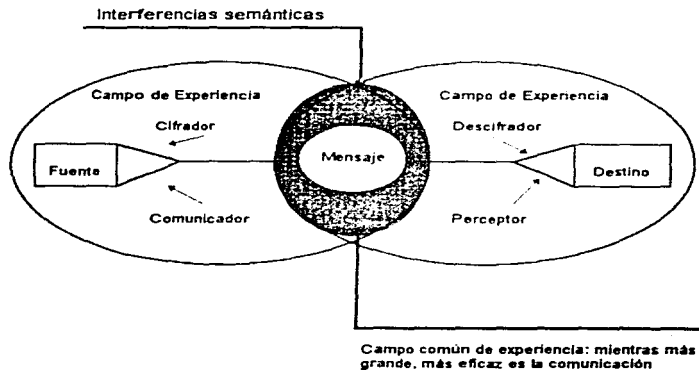 Interferencias semánticas
Campo de Experiencia
Campo de Experiencia
Cifrador
Descifrador
Fuente
Mensaje
Destino
Comunicador
Perceptor
Campo común de experiencia: mientras más
grande, más eficaz es la comunicación